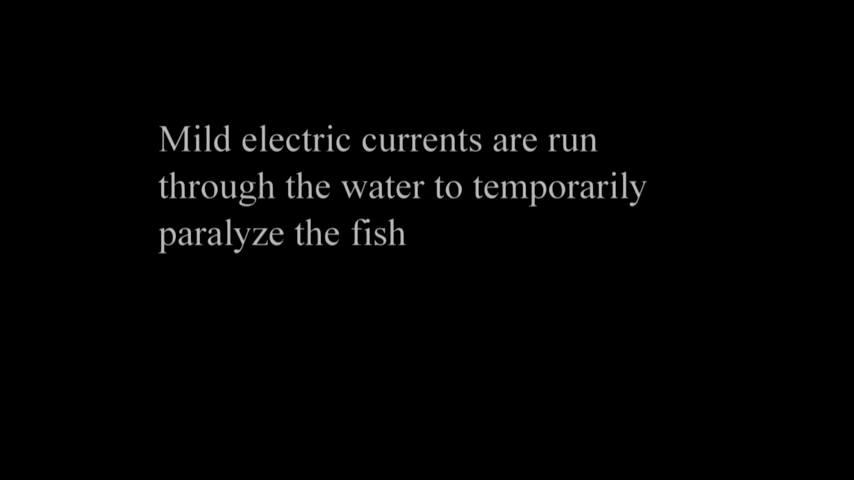 Mild electric currents are run
through the water to temporarily
paralyze the fish